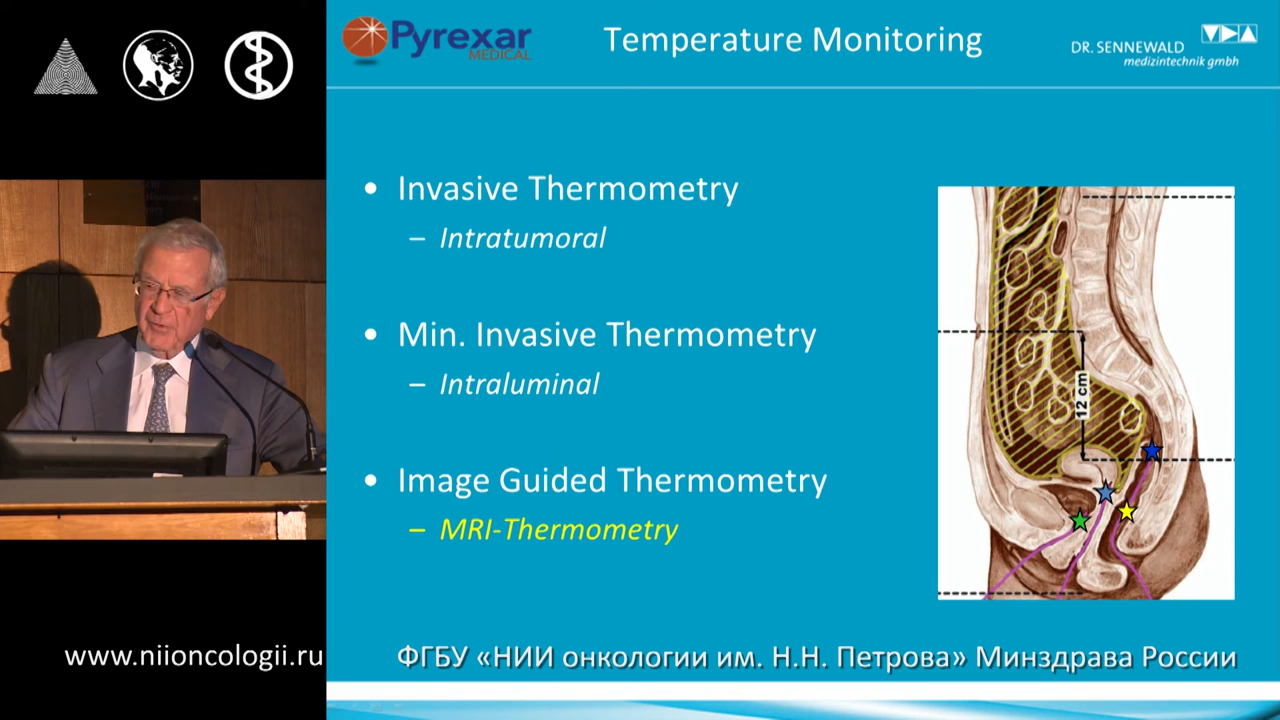 Pyrexar
MEDICAL
Temperature Monitoring
DR. SENNEWALD
medizintechnik gmbh
• Invasive Thermometry
– Intratumoral
• Min. Invasive Thermometry
– Intraluminal
• Image Guided Thermometry
– MRI-Thermometry
12 cm
www.niioncologii.ru
ФГБУ «НИИ онкологии им. Н.Н. Петрова» Минздрава России